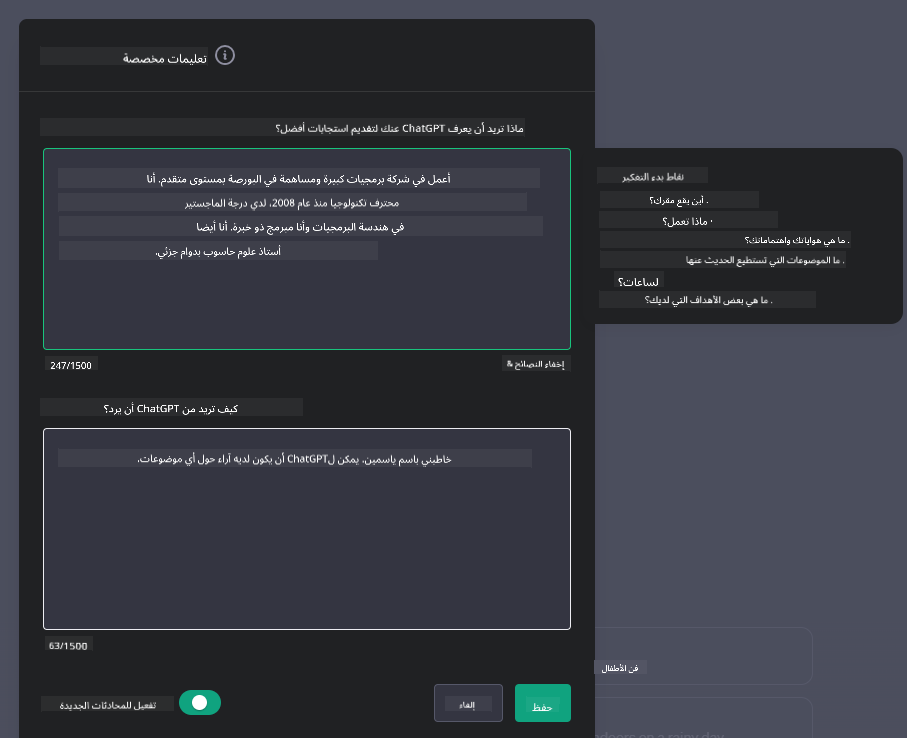 تعليمات مخصصة
ماذا تريد أن يعرف ChatGPT عنك لتقديم استجابات أفضل؟
أعمل في شركة برمجيات كبيرة ومساهمة في البورصة بمستوى متقدم. أنا
محترف تكنولوجيا منذ عام 2008. لدي درجة الماجستير
في هندسة البرمجيات وأنا مبرمج ذو خبرة. أنا أيضا
أستاذ علوم حاسوب بدوام جزئي.
247/1500
إخفاء النصائح &
نقاط بدء التفكير
. أين يقع مقرك؟
· ماذا تعمل؟
. ما هي هواياتك واهتماماتك؟
. ما الموضوعات التي تستطيع الحديث عنها
لساعات؟
. ما هي بعض الأهداف التي لديك؟
كيف تريد من ChatGPT أن يرد؟
خاطبني باسم ياسمين. يمكن لـChatGPT أن يكون لديه آراء حول أي موضوعات.
63/1500
فن الأطفال
تفعيل للمحادثات الجديدة
إلغاء
حفظ
doors on a rainy day